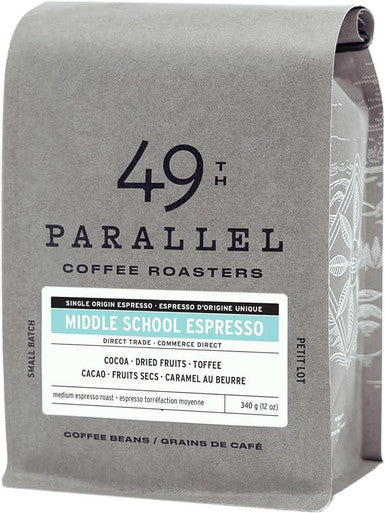 49TH
PARALLEL
COFFEE ROASTERS
SINGLE ORIGIN ESPRESSO · ESPRESSO D'ORIGINE UNIQUE
MIDDLE SCHOOL ESPRESSO
DIRECT TRADE · COMMERCE DIRECT
COCOA · DRIED FRUITS · TOFFEE
CACAO · FRUITS SECS · CARAMEL AU BEURRE
medium espresso roast · espresso torréfaction moyenne 340 g (12 oz)
SMALL BATCH
PETIT LOT
COFFEE BEANS / GRAINS DE CAFÉ